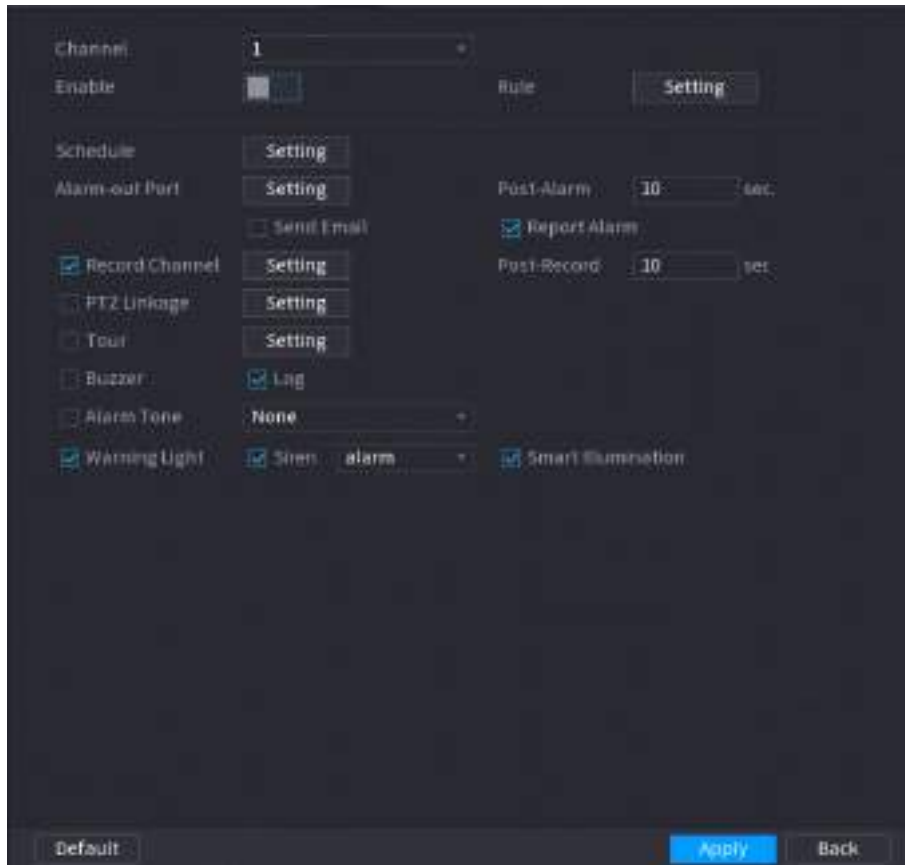 Channel 1
Enable Rule Setting
Schedule Setting
Alarm-out Port Setting Post-Alarm 10 sec.
Send Email Report Alarm
Record Channel Setting Post-Record 10 sec
PTZ Linkage Setting
Tour Setting
Buzzer Log
Alarm Tone None
Warning Light Siren alarm Smart Illumination
Default Apply Back